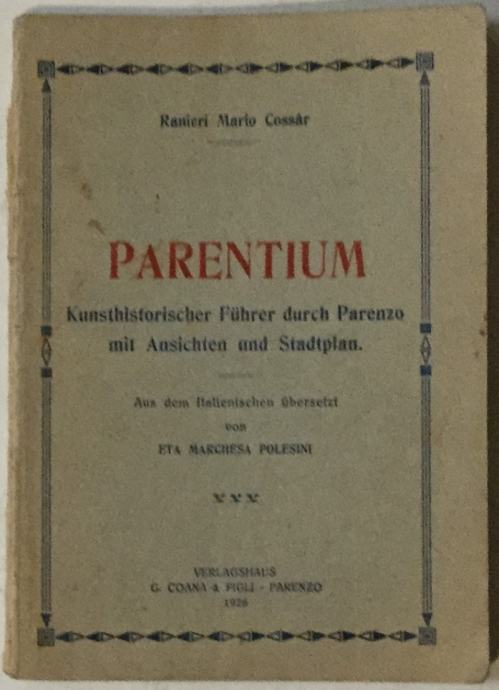 Ranieri Mario Cossàr
PARENTIUM
Kunsthistorischer Führer durch Parenzo
mit Ansichten und Stadtplan.
Aus dem Italienischen übersetzt
von
ETA MARCHESA POLESINI
VERLAGSHAUS
G. COANA & FIGLI - PARENZO
1926